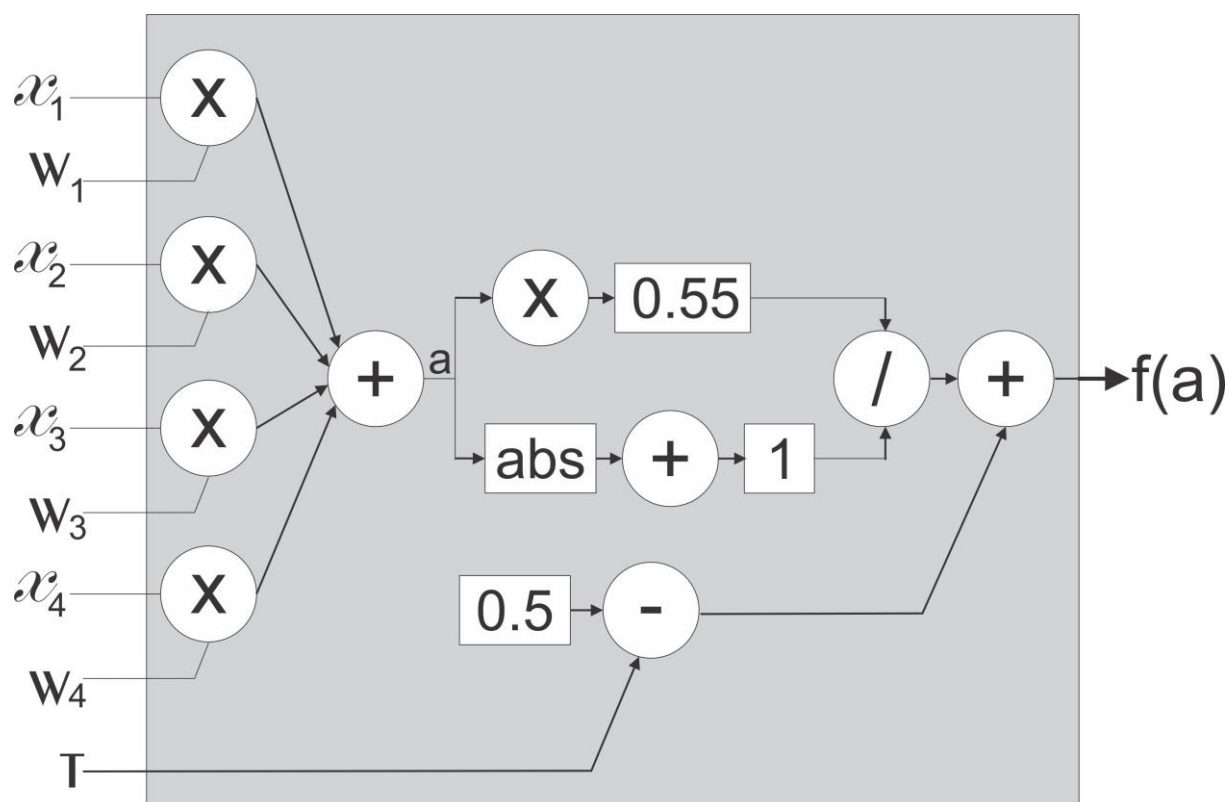 x₁
X
W₁
x₂
X
W₂
x₃
X
W₃
x₄
X
W₄
T
+
a
X
0.55
abs
+
1
/
+
f(a)
0.5
-